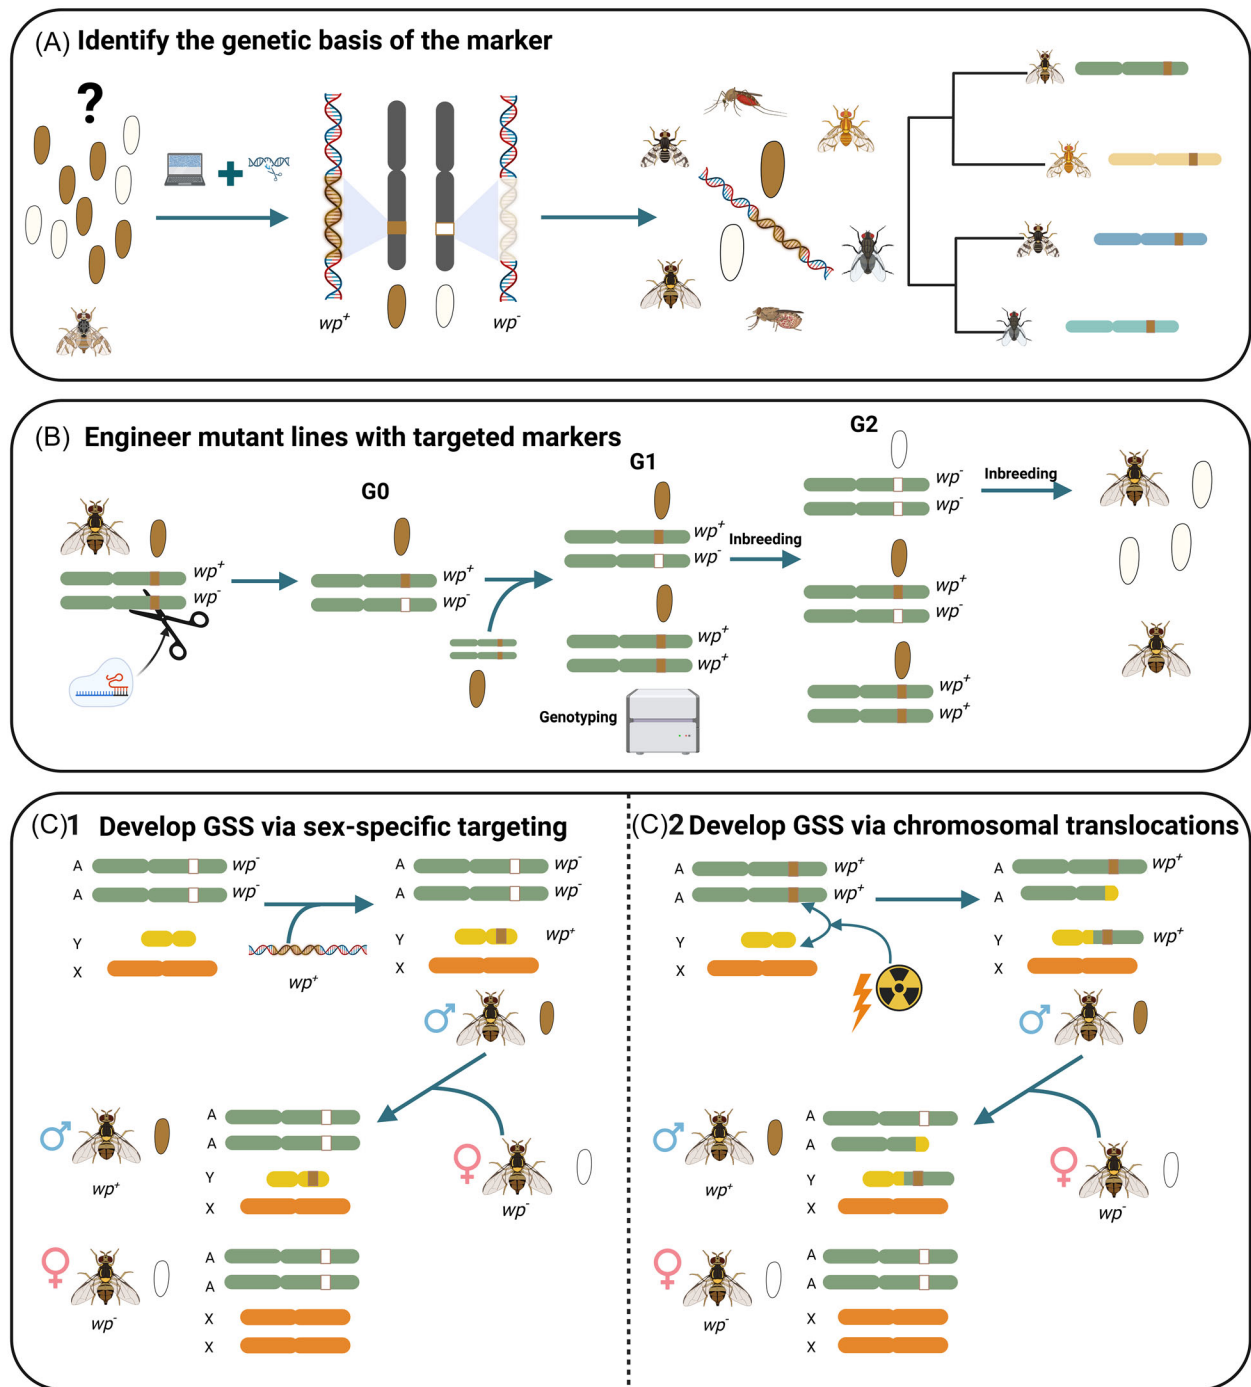 (A) Identify the genetic basis of the marker
?
wp+
wp-
(B) Engineer mutant lines with targeted markers
G0
G1
G2
wp+
wp-
wp+
wp-
wp+
wp-
wp+
wp+
Genotyping
Inbreeding
wp-
wp-
wp+
wp-
wp+
wp+
Inbreeding
(C)1 Develop GSS via sex-specific targeting
A wp-
A wp-
Y
X
wp+
A wp-
A wp-
Y wp+
X
♂
♂
wp+
A
A
Y
X
♀
wp-
♀
wp-
A
A
X
X
(C)2 Develop GSS via chromosomal translocations
A wp+
A wp+
Y
X
A wp+
A
Y wp+
X
♂
♂
wp+
A
A
Y
X
♀
wp-
♀
wp-
A
A
X
X